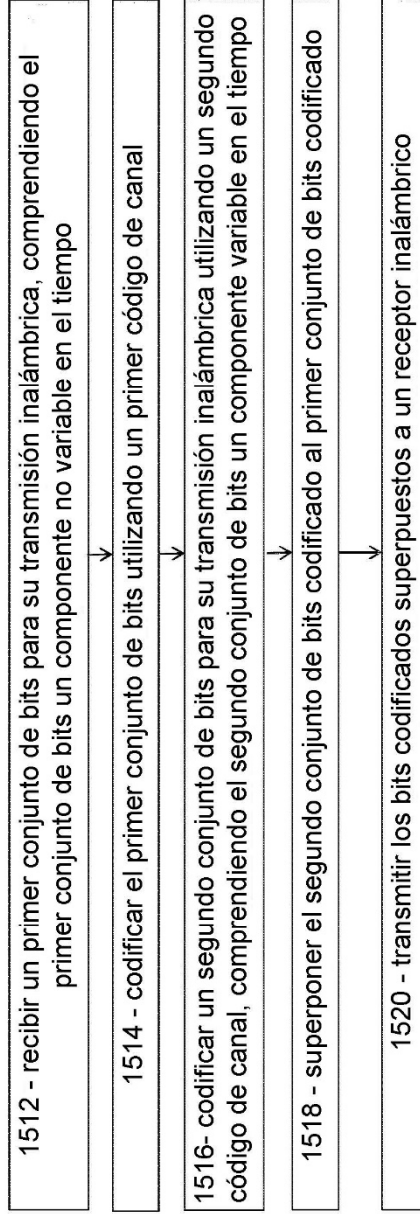 1512 - recibir un primer conjunto de bits para su transmisión inalámbrica, comprendiendo el
primer conjunto de bits un componente no variable en el tiempo
1514 - codificar el primer conjunto de bits utilizando un primer código de canal
1516- codificar un segundo conjunto de bits para su transmisión inalámbrica utilizando un segundo
código de canal, comprendiendo el segundo conjunto de bits un componente variable en el tiempo
1518 - superponer el segundo conjunto de bits codificado al primer conjunto de bits codificado
1520 - transmitir los bits codificados superpuestos a un receptor inalámbrico